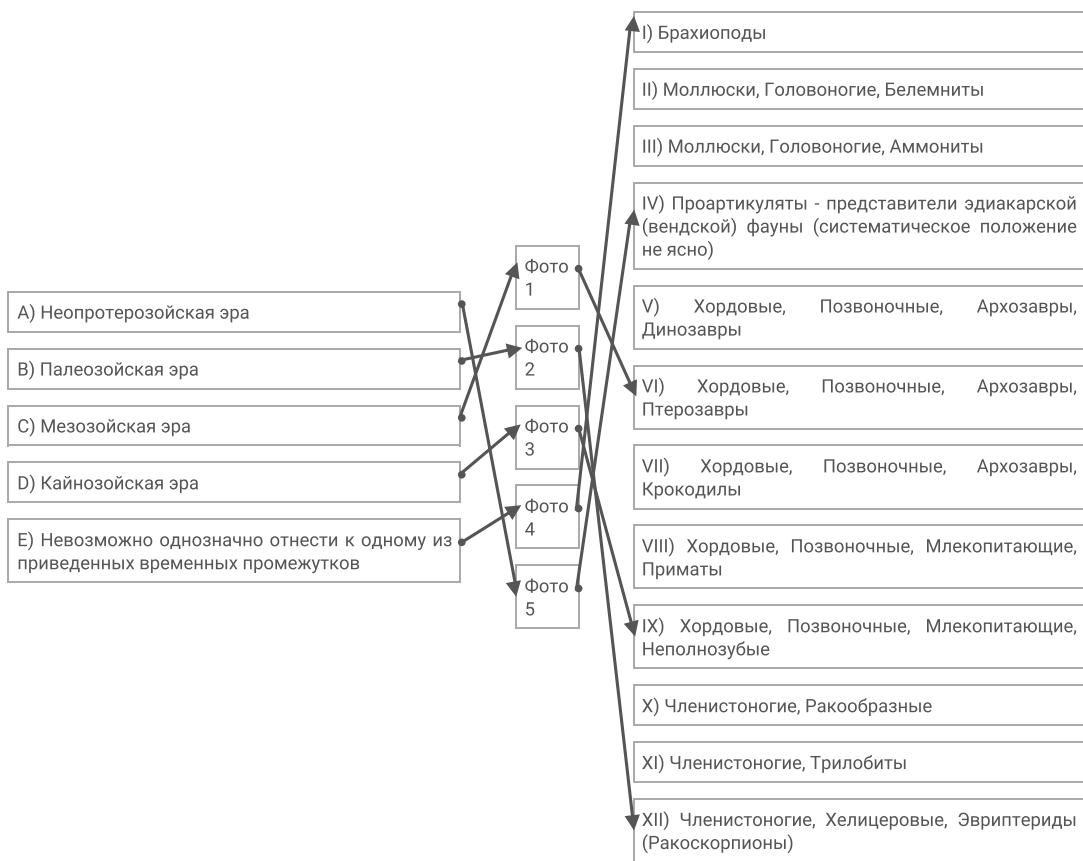 А) Неопротерозойская эра
В) Палеозойская эра
С) Мезозойская эра
D) Кайнозойская эра
Е) Невозможно однозначно отнести к одному из
приведенных временных промежутков
Фото
1
Фото
2
Фото
3
Фото
4
Фото
5
I) Брахиоподы
II) Моллюски, Головоногие, Белемниты
III) Моллюски, Головоногие, Аммониты
IV) Проартикуляты - представители эдиакарской
(вендской) фауны (систематическое положение
не ясно)
V) Хордовые, Позвоночные, Архозавры,
Динозавры
VI) Хордовые, Позвоночные, Архозавры,
Птерозавры
VII) Хордовые, Позвоночные, Архозавры,
Крокодилы
VIII) Хордовые, Позвоночные, Млекопитающие,
Приматы
IX) Хордовые, Позвоночные, Млекопитающие,
Неполнозубые
X) Членистоногие, Ракообразные
XI) Членистоногие, Трилобиты
XII) Членистоногие, Хелицеровые, Эвриптериды
(Ракоскорпионы)